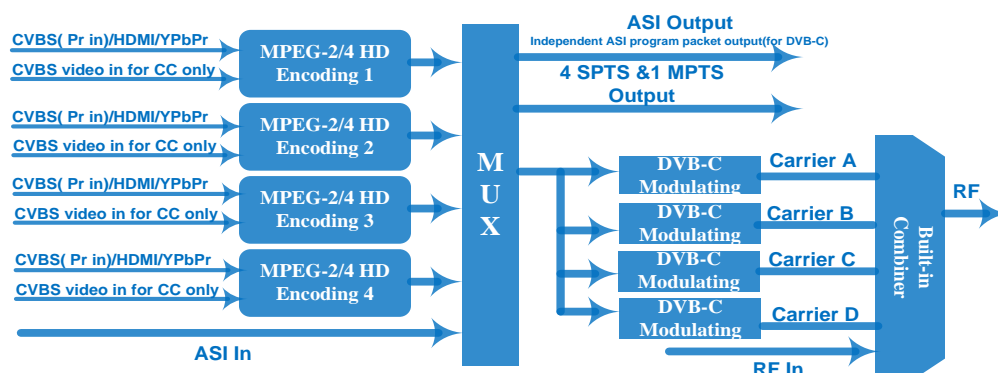 CVBS( Pr in)/HDMI/YPbPr
CVBS video in for CC only
MPEG-2/4 HD
Encoding 1
CVBS( Pr in)/HDMI/YPbPr
CVBS video in for CC only
MPEG-2/4 HD
Encoding 2
CVBS( Pr in)/HDMI/YPbPr
CVBS video in for CC only
MPEG-2/4 HD
Encoding 3
CVBS( Pr in)/HDMI/YPbPr
CVBS video in for CC only
MPEG-2/4 HD
Encoding 4
ASI In
M
U
X
ASI Output
Independent ASI program packet output(for DVB-C)
4 SPTS &1 MPTS
Output
DVB-C
Modulating
Carrier A
DVB-C
Modulating
Carrier B
DVB-C
Modulating
Carrier C
DVB-C
Modulating
Carrier D
RF In
Built-in
Combiner
RF